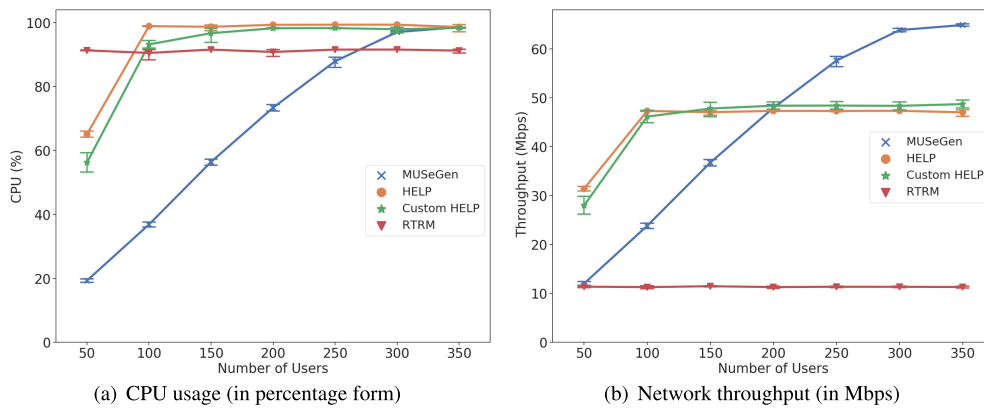 100
80
60
40
20
0
CPU (%)
50 100 150 200 250 300 350
Number of Users
MUSeGen
HELP
Custom HELP
RTRM
(a) CPU usage (in percentage form)
60
50
40
30
20
10
0
Throughput (Mbps)
50 100 150 200 250 300 350
Number of Users
MUSeGen
HELP
Custom HELP
RTRM
(b) Network throughput (in Mbps)